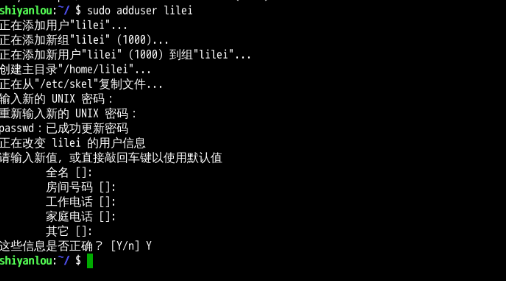 shiyanlou:~/ $ sudo adduser lilei
正在添加用户"lilei"...
正在添加新组"lilei" (1000)...
正在添加新用户"lilei" (1000) 到组"lilei"...
创建主目录"/home/lilei"...
正在从"/etc/skel"复制文件...
输入新的 UNIX 密码：
重新输入新的 UNIX 密码：
passwd：已成功更新密码
正在改变 lilei 的用户信息
请输入新值，或直接敲回车键以使用默认值
全名 []:
房间号码 []:
工作电话 []:
家庭电话 []:
其它 []:
这些信息是否正确？ [Y/n] Y
shiyanlou:~/ $